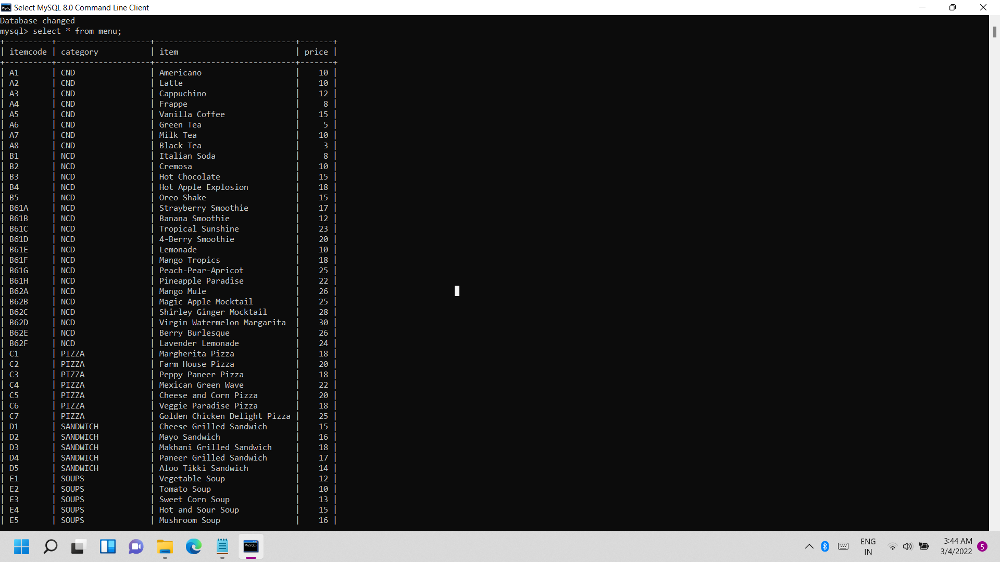 Select MySQL 8.0 Command Line Client
Database changed
mysql> select * from menu;
+----------+--------------------+------------------------------+-------+
| itemcode | category           | item                         | price |
+----------+--------------------+------------------------------+-------+
| A1       | CND                | Americano                    |    10 |
| A2       | CND                | Latte                        |    10 |
| A3       | CND                | Cappuchino                   |    12 |
| A4       | CND                | Frappe                       |     8 |
| A5       | CND                | Vanilla Coffee               |    15 |
| A6       | CND                | Green Tea                    |     5 |
| A7       | CND                | Milk Tea                     |    10 |
| A8       | CND                | Black Tea                    |     3 |
| B1       | NCD                | Italian Soda                 |     8 |
| B2       | NCD                | Cremosa                      |    10 |
| B3       | NCD                | Hot Chocolate                |    15 |
| B4       | NCD                | Hot Apple Explosion          |    18 |
| B5       | NCD                | Oreo Shake                   |    15 |
| B61A     | NCD                | Strayberry Smoothie          |    17 |
| B61B     | NCD                | Banana Smoothie              |    12 |
| B61C     | NCD                | Tropical Sunshine            |    23 |
| B61D     | NCD                | 4-Berry Smoothie             |    20 |
| B61E     | NCD                | Lemonade                     |    10 |
| B61F     | NCD                | Mango Tropics                |    18 |
| B61G     | NCD                | Peach-Pear-Apricot           |    25 |
| B61H     | NCD                | Pineapple Paradise           |    22 |
| B62A     | NCD                | Mango Mule                   |    26 |
| B62B     | NCD                | Magic Apple Mocktail         |    25 |
| B62C     | NCD                | Shirley Ginger Mocktail      |    28 |
| B62D     | NCD                | Virgin Watermelon Margarita  |    30 |
| B62E     | NCD                | Berry Burlesque              |    26 |
| B62F     | NCD                | Lavender Lemonade            |    24 |
| C1       | PIZZA              | Margherita Pizza             |    18 |
| C2       | PIZZA              | Farm House Pizza             |    20 |
| C3       | PIZZA              | Peppy Paneer Pizza           |    18 |
| C4       | PIZZA              | Mexican Green Wave           |    22 |
| C5       | PIZZA              | Cheese and Corn Pizza        |    20 |
| C6       | PIZZA              | Veggie Paradise Pizza        |    18 |
| C7       | PIZZA              | Golden Chicken Delight Pizza |    25 |
| D1       | SANDWICH           | Cheese Grilled Sandwich      |    15 |
| D2       | SANDWICH           | Mayo Sandwich                |    16 |
| D3       | SANDWICH           | Makhani Grilled Sandwich     |    18 |
| D4       | SANDWICH           | Paneer Grilled Sandwich      |    17 |
| D5       | SANDWICH           | Aloo Tikki Sandwich          |    14 |
| E1       | SOUPS              | Vegetable Soup               |    12 |
| E2       | SOUPS              | Tomato Soup                  |    10 |
| E3       | SOUPS              | Sweet Corn Soup              |    13 |
| E4       | SOUPS              | Hot and Sour Soup            |    15 |
| E5       | SOUPS              | Mushroom Soup                |    16 |
MySQL
ENG
IN
3:44 AM
3/4/2022
5